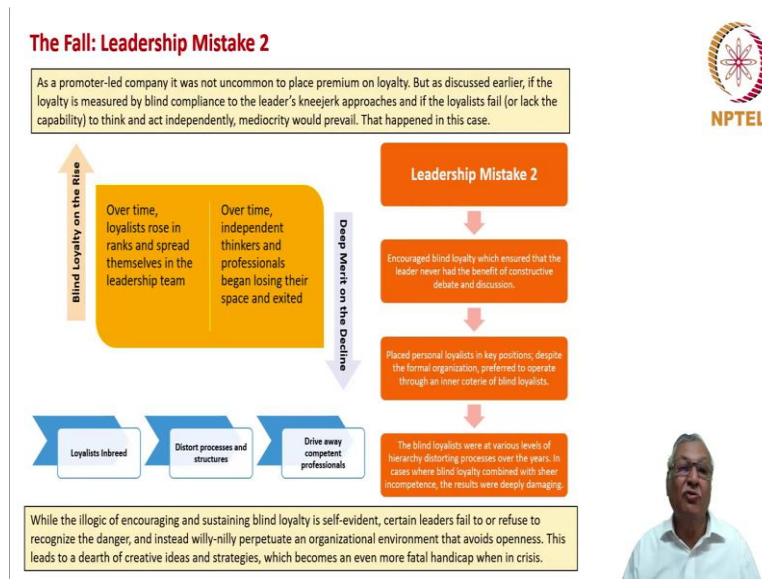 The Fall: Leadership Mistake 2
NPTEL
As a promoter-led company it was not uncommon to place premium on loyalty. But as discussed earlier, if the
loyalty is measured by blind compliance to the leader's kneejerk approaches and if the loyalists fail (or lack the
capability) to think and act independently, mediocrity would prevail. That happened in this case.
Blind Loyalty on the Rise
Over time,
loyalists rose in
ranks and spread
themselves in the
leadership team
Over time,
independent
thinkers and
professionals
began losing their
space and exited
Deep Merit on the Decline
Loyalists Inbreed
Distort processes and
structures
Drive away
competent
professionals
Leadership Mistake 2
Encouraged blind loyalty which ensured that the
leader never had the benefit of constructive
debate and discussion.
Placed personal loyalists in key positions; despite
the formal organization, preferred to operate
through an inner coterie of blind loyalists.
The blind loyalists were at various levels of
hierarchy distorting processes over the years. In
cases where blind loyalty combined with sheer
incompetence, the results were deeply damaging.
While the illogic of encouraging and sustaining blind loyalty is self-evident, certain leaders fail to or refuse to
recognize the danger, and instead willy-nilly perpetuate an organizational environment that avoids openness. This
leads to a dearth of creative ideas and strategies, which becomes an even more fatal handicap when in crisis.